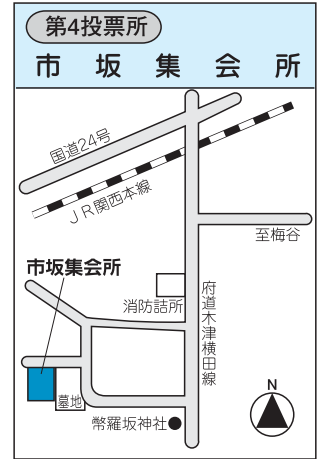 第4投票所
市坂集会所
国道24号
JR関西本線
至梅谷
市坂集会所
消防詰所
府道木津横田線
墓地
幣羅坂神社
N